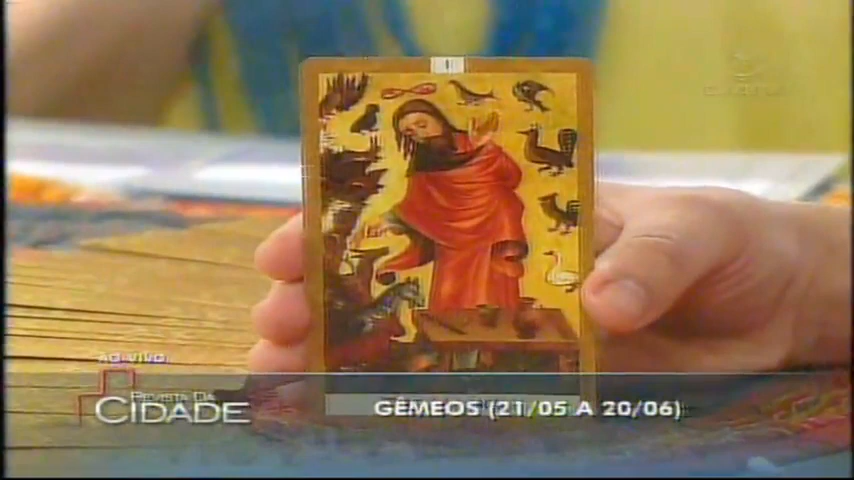 I
AO VIVO
REVISTA DA
CIDADE
GÊMEOS (21/05 A 20/06)